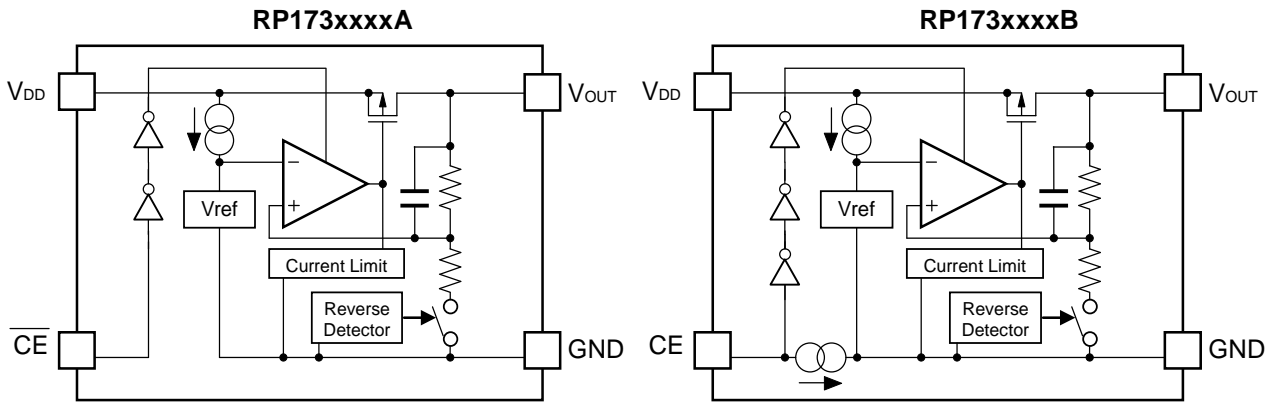 RP173xxxxA
VDD
VOUT
−
+
Vref
Current Limit
Reverse
Detector
CE
GND
RP173xxxxB
VDD
VOUT
−
+
Vref
Current Limit
Reverse
Detector
CE
GND